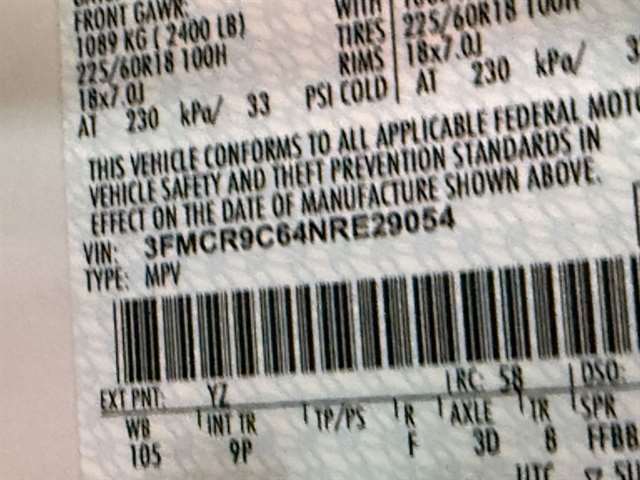 FRONT GAWR: WITH
1089 KG ( 2400 LB) TIRES 225/60R18 100H
225/60R18 100H RIMS 18x7.0J
18x7.0J
AT 230 kPa/ 33 PSI COLD AT 230 kPa/
THIS VEHICLE CONFORMS TO ALL APPLICABLE FEDERAL MOT
VEHICLE SAFETY AND THEFT PREVENTION STANDARDS IN
EFFECT ON THE DATE OF MANUFACTURE SHOWN ABOVE.
VIN: 3FMCR9C64NRE29054
TYPE: MPV
EXT PNT: YZ LRC: 58 DSO:
WB INT TR TP/PS R AXLE TR SPR
105 9P F 3D 8 FFBB
UTC